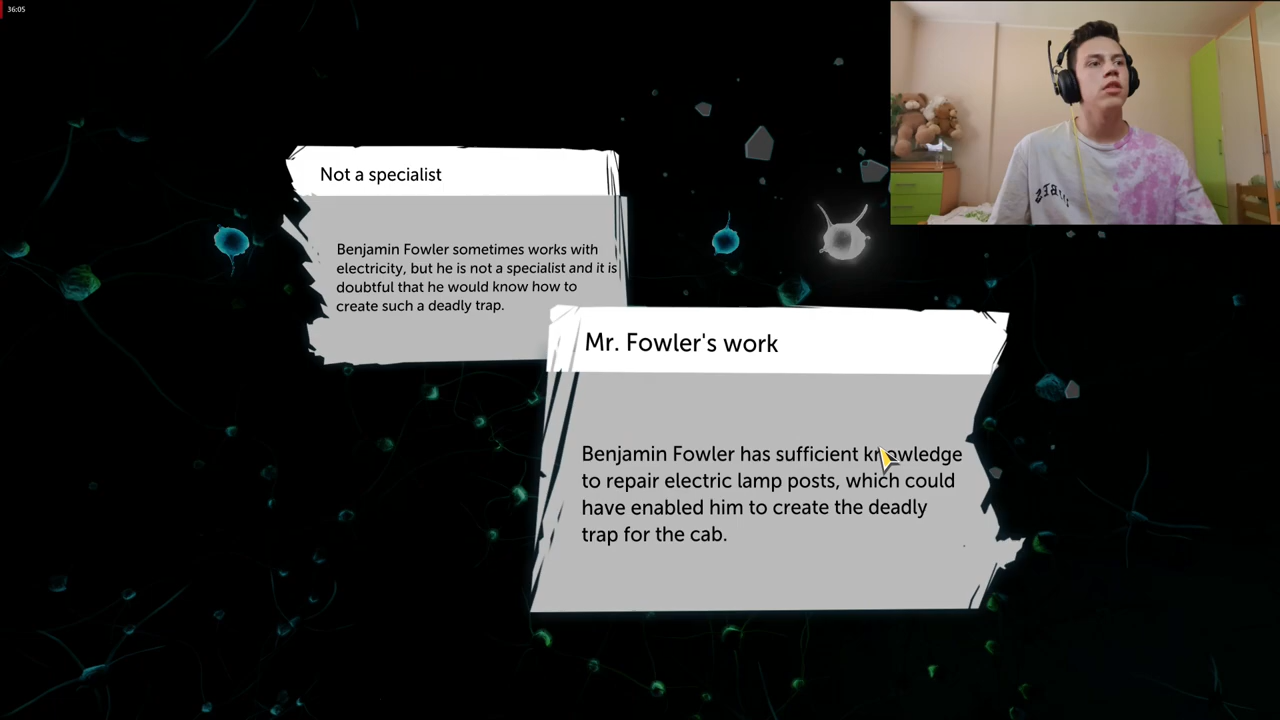 36:05
Not a specialist
Benjamin Fowler sometimes works with
electricity, but he is not a specialist and it is
doubtful that he would know how to
create such a deadly trap.
Mr. Fowler's work
Benjamin Fowler has sufficient knowledge
to repair electric lamp posts, which could
have enabled him to create the deadly
trap for the cab.